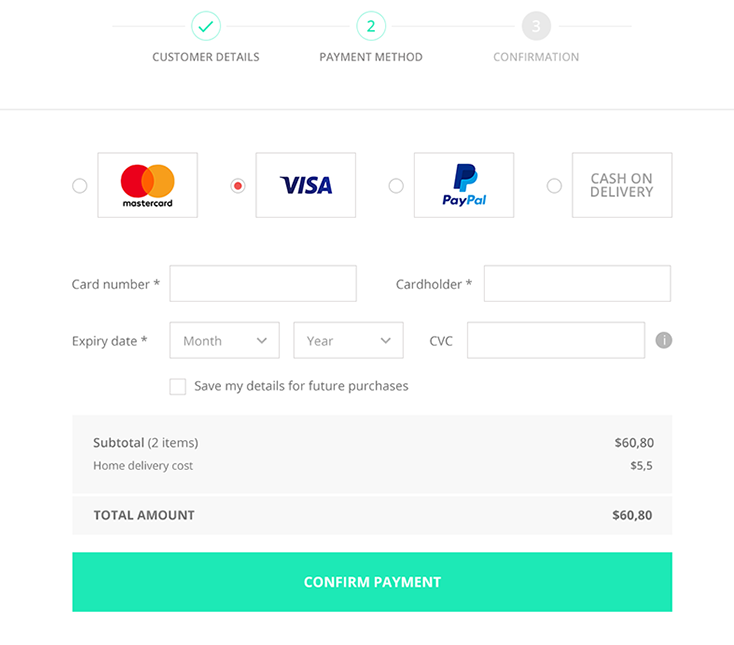 2
3
CUSTOMER DETAILS
PAYMENT METHOD
CONFIRMATION
mastercard
VISA
PayPal
CASH ON
DELIVERY
Card number *
Cardholder *
Expiry date *
Month
Year
CVC
i
Save my details for future purchases
Subtotal (2 items) $60,80
Home delivery cost $5,5
TOTAL AMOUNT $60,80
CONFIRM PAYMENT